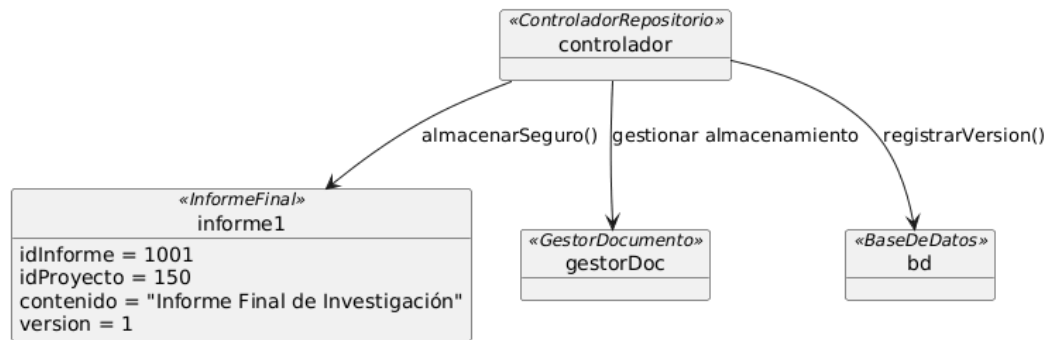 «ControladorRepositorio»
controlador
almacenarSeguro()
gestionar almacenamiento
registrarVersion()
«InformeFinal»
informe1
idInforme = 1001
idProyecto = 150
contenido = "Informe Final de Investigación"
version = 1
«GestorDocumento»
gestorDoc
«BaseDeDatos»
bd